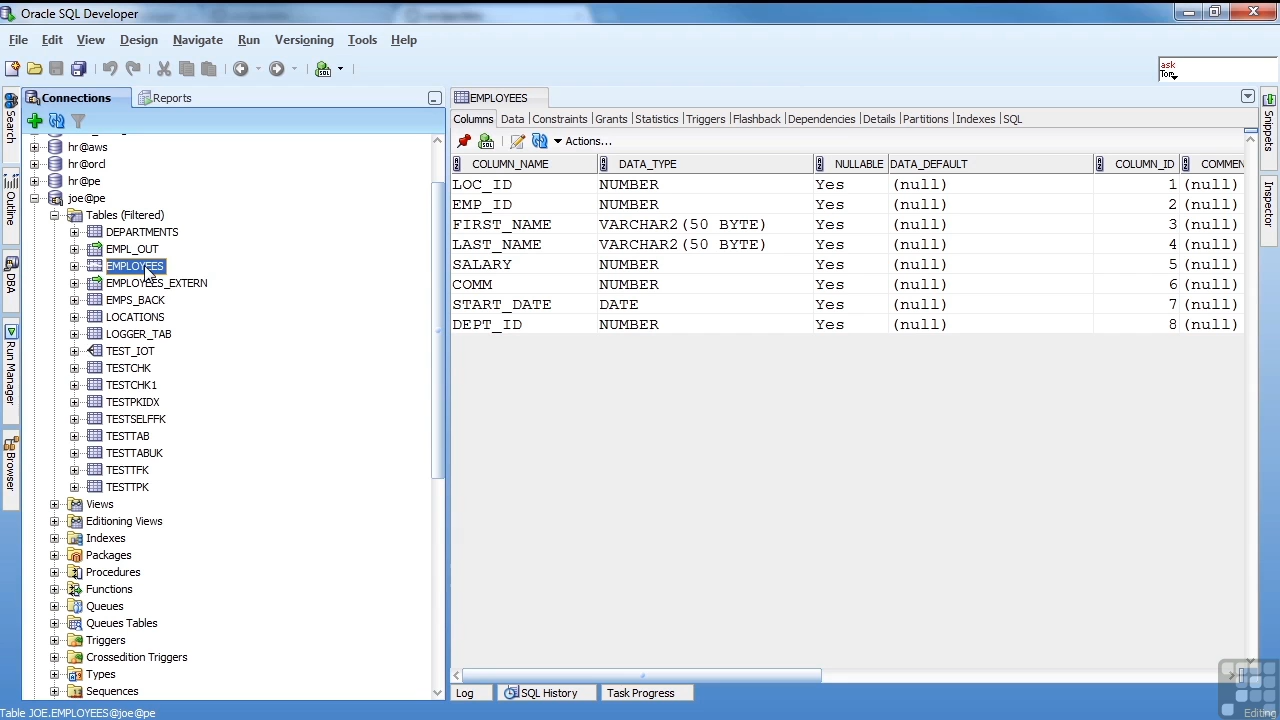 Oracle SQL Developer
File Edit View Design Navigate Run Versioning Tools Help
ask
Tom
Search
Outline
DBA
Run Manager
Browser
Connections
Reports
hr@aws
hr@orcl
hr@pe
joe@pe
Tables (Filtered)
DEPARTMENTS
EMPL_OUT
EMPLOYEES
EMPLOYEES_EXTERN
EMPS_BACK
LOCATIONS
LOGGER_TAB
TEST_IOT
TESTCHK
TESTCHK1
TESTPKIDX
TESTSELFFK
TESTTAB
TESTTABUK
TESTTFK
TESTTPK
Views
Editioning Views
Indexes
Packages
Procedures
Functions
Queues
Queues Tables
Triggers
Crossedition Triggers
Types
Sequences
EMPLOYEES
Columns Data Constraints Grants Statistics Triggers Flashback Dependencies Details Partitions Indexes SQL
Actions...
COLUMN_NAME DATA_TYPE NULLABLE DATA_DEFAULT COLUMN_ID COMMEN
LOC_ID NUMBER Yes (null) 1 (null)
EMP_ID NUMBER Yes (null) 2 (null)
FIRST_NAME VARCHAR2(50 BYTE) Yes (null) 3 (null)
LAST_NAME VARCHAR2(50 BYTE) Yes (null) 4 (null)
SALARY NUMBER Yes (null) 5 (null)
COMM NUMBER Yes (null) 6 (null)
START_DATE DATE Yes (null) 7 (null)
DEPT_ID NUMBER Yes (null) 8 (null)
Snippets
Inspector
Log SQL History Task Progress
Table JOE.EMPLOYEES@joe@pe
Editing